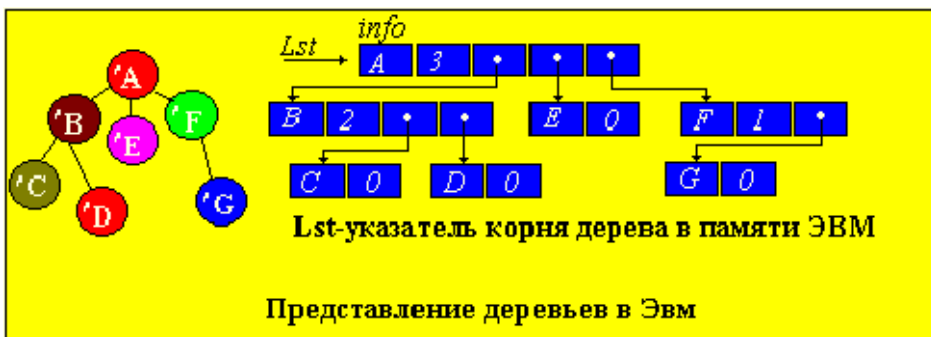 info
Lst
A 3
'A
B 2 E 0 F 1
'B 'E 'F
C 0 D 0 G 0
'C 'D 'G
Lst-указатель корня дерева в памяти ЭВМ
Представление деревьев в Эвм